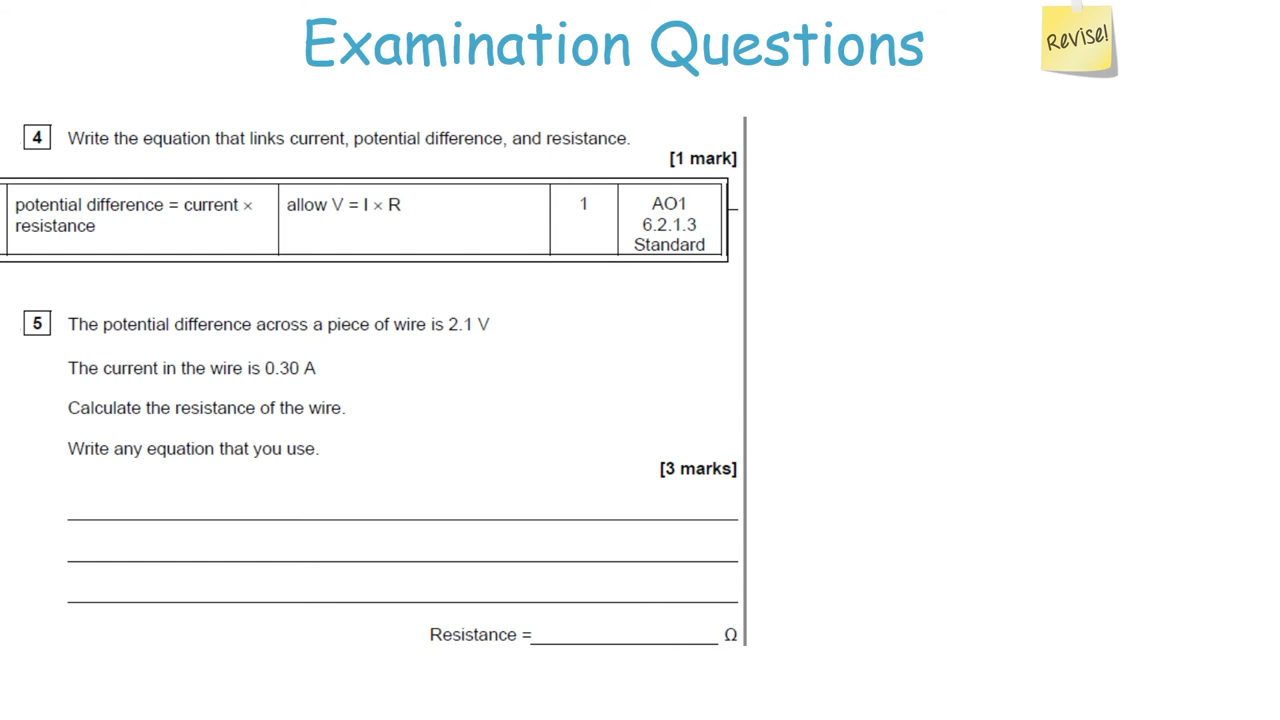 Examination Questions
Revise!
4 Write the equation that links current, potential difference, and resistance.
[1 mark]
potential difference = current × allow V = I × R 1 AO1
resistance 6.2.1.3
Standard
5 The potential difference across a piece of wire is 2.1 V
The current in the wire is 0.30 A
Calculate the resistance of the wire.
Write any equation that you use.
[3 marks]
Resistance = Ω